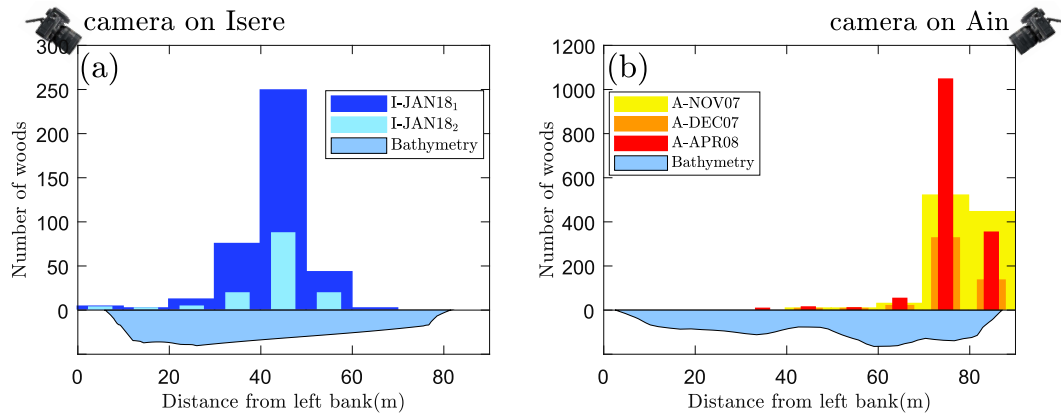 camera on Isere
(a)
300
250
200
150
100
50
0
Number of woods
I-JAN18₁
I-JAN18₂
Bathymetry
0 20 40 60 80
Distance from left bank(m)
camera on Ain
(b)
1200
1000
800
600
400
200
0
Number of woods
A-NOV07
A-DEC07
A-APR08
Bathymetry
0 20 40 60 80
Distance from left bank(m)